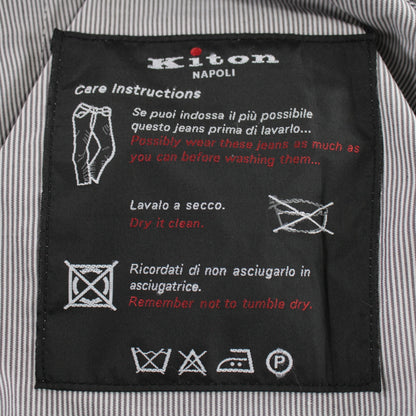 Kiton
NAPOLI
Care Instructions
Se puoi indossa il più possibile
questo jeans prima di lavarlo...
Possibly wear these jeans us much as
you can before washing them...
Lavalo a secco.
Dry it clean.
Ricordati di non asciugarlo in
asciugatrice.
Remember not to tumble dry.
P